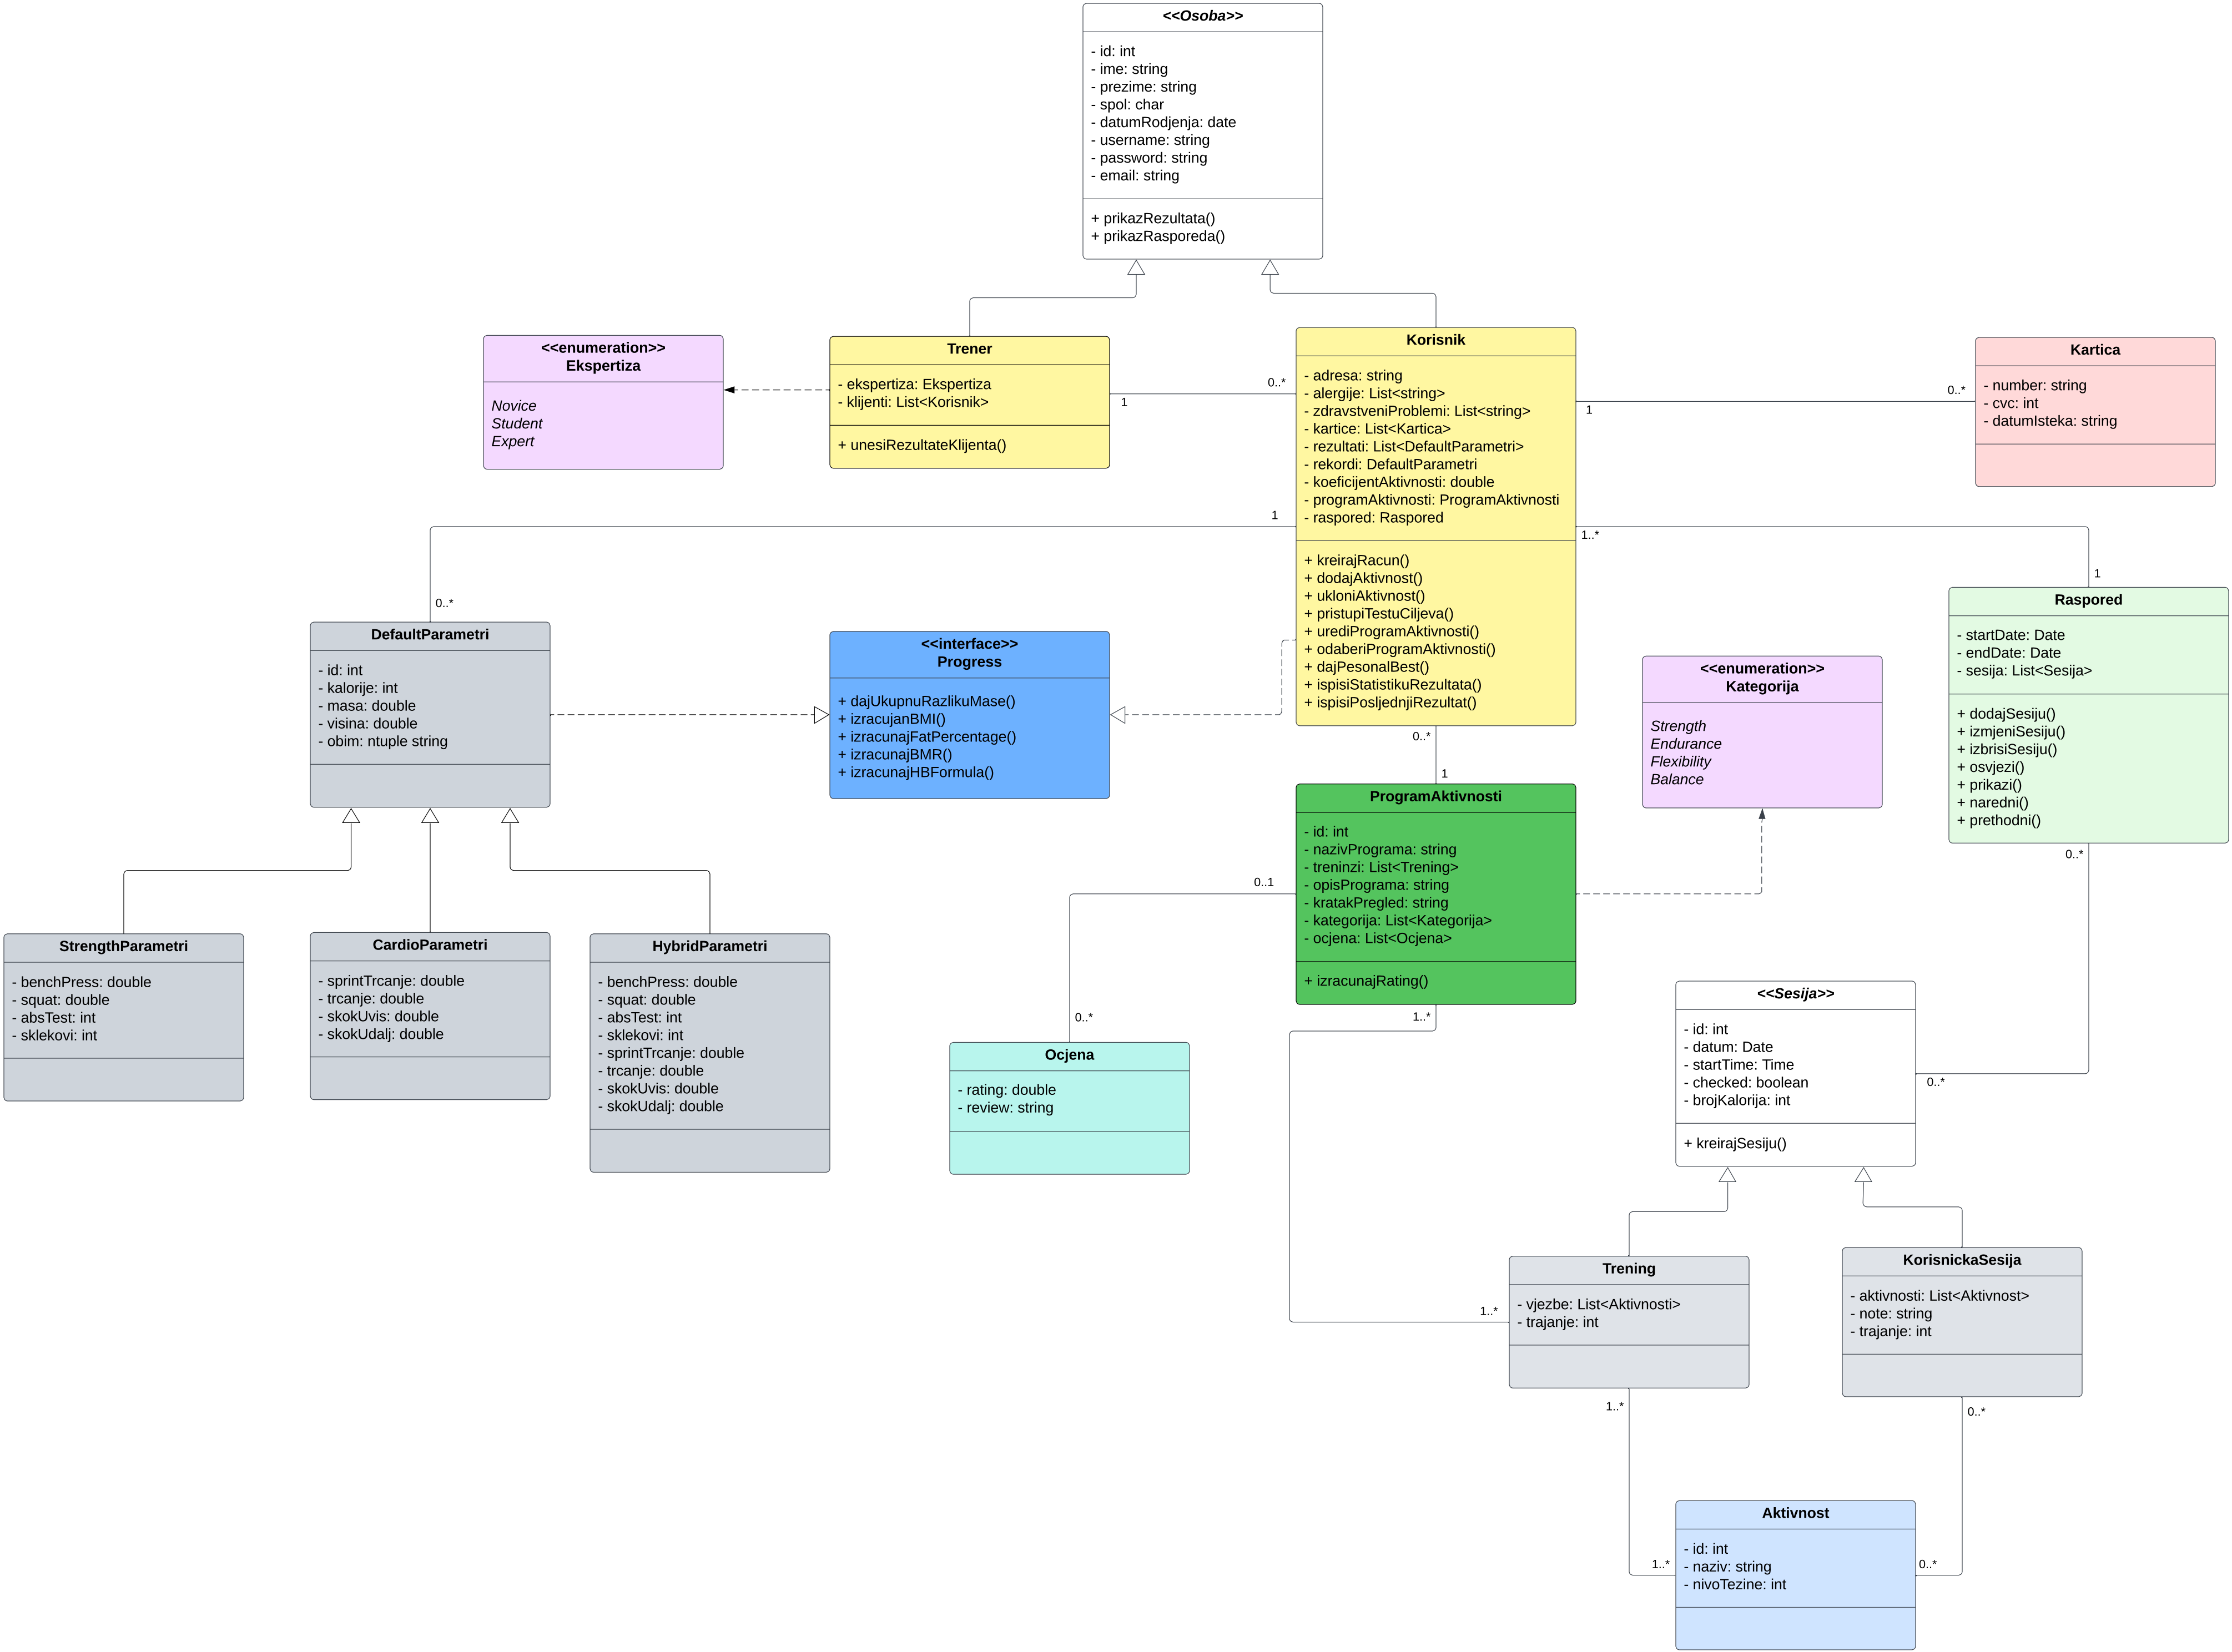 <<Osoba>>
- id: int
- ime: string
- prezime: string
- spol: char
- datumRodjenja: date
- username: string
- password: string
- email: string
+ prikazRezultata()
+ prikazRasporeda()
<<enumeration>>
Ekspertiza
Novice
Student
Expert
Trener
- ekspertiza: Ekspertiza
- klijenti: List<Korisnik>
+ unesiRezultateKlijenta()
1
0..*
Korisnik
- adresa: string
- alergije: List<string>
- zdravstveniProblemi: List<string>
- kartice: List<Kartica>
- rezultati: List<DefaultParametri>
- rekordi: DefaultParametri
- koeficijentAktivnosti: double
- programAktivnosti: ProgramAktivnosti
- raspored: Raspored
+ kreirajRacun()
+ dodajAktivnost()
+ ukloniAktivnost()
+ pristupiTestuCiljeva()
+ urediProgramAktivnosti()
+ odaberiProgramAktivnosti()
+ dajPesonalBest()
+ ispisiStatistikuRezultata()
+ ispisiPosljednjiRezultat()
1
0..*
Kartica
- number: string
- cvc: int
- datumIsteka: string
1
0..*
1..*
1
DefaultParametri
- id: int
- kalorije: int
- masa: double
- visina: double
- obim: ntuple string
<<interface>>
Progress
+ dajUkupnuRazlikuMase()
+ izracujanBMI()
+ izracunajFatPercentage()
+ izracunajBMR()
+ izracunajHBFormula()
<<enumeration>>
Kategorija
Strength
Endurance
Flexibility
Balance
Raspored
- startDate: Date
- endDate: Date
- sesija: List<Sesija>
+ dodajSesiju()
+ izmjeniSesiju()
+ izbrisiSesiju()
+ osvjezi()
+ prikazi()
+ naredni()
+ prethodni()
0..*
1
ProgramAktivnosti
- id: int
- nazivPrograma: string
- treninzi: List<Trening>
- opisPrograma: string
- kratakPregled: string
- kategorija: List<Kategorija>
- ocjena: List<Ocjena>
+ izracunajRating()
0..1
0..*
1..*
0..*
StrengthParametri
- benchPress: double
- squat: double
- absTest: int
- sklekovi: int
CardioParametri
- sprintTrcanje: double
- trcanje: double
- skokUvis: double
- skokUdalj: double
HybridParametri
- benchPress: double
- squat: double
- absTest: int
- sklekovi: int
- sprintTrcanje: double
- trcanje: double
- skokUvis: double
- skokUdalj: double
Ocjena
- rating: double
- review: string
<<Sesija>>
- id: int
- datum: Date
- startTime: Time
- checked: boolean
- brojKalorija: int
+ kreirajSesiju()
0..*
1..*
Trening
- vjezbe: List<Aktivnosti>
- trajanje: int
KorisnickaSesija
- aktivnosti: List<Aktivnost>
- note: string
- trajanje: int
1..*
0..*
1..*
0..*
Aktivnost
- id: int
- naziv: string
- nivoTezine: int